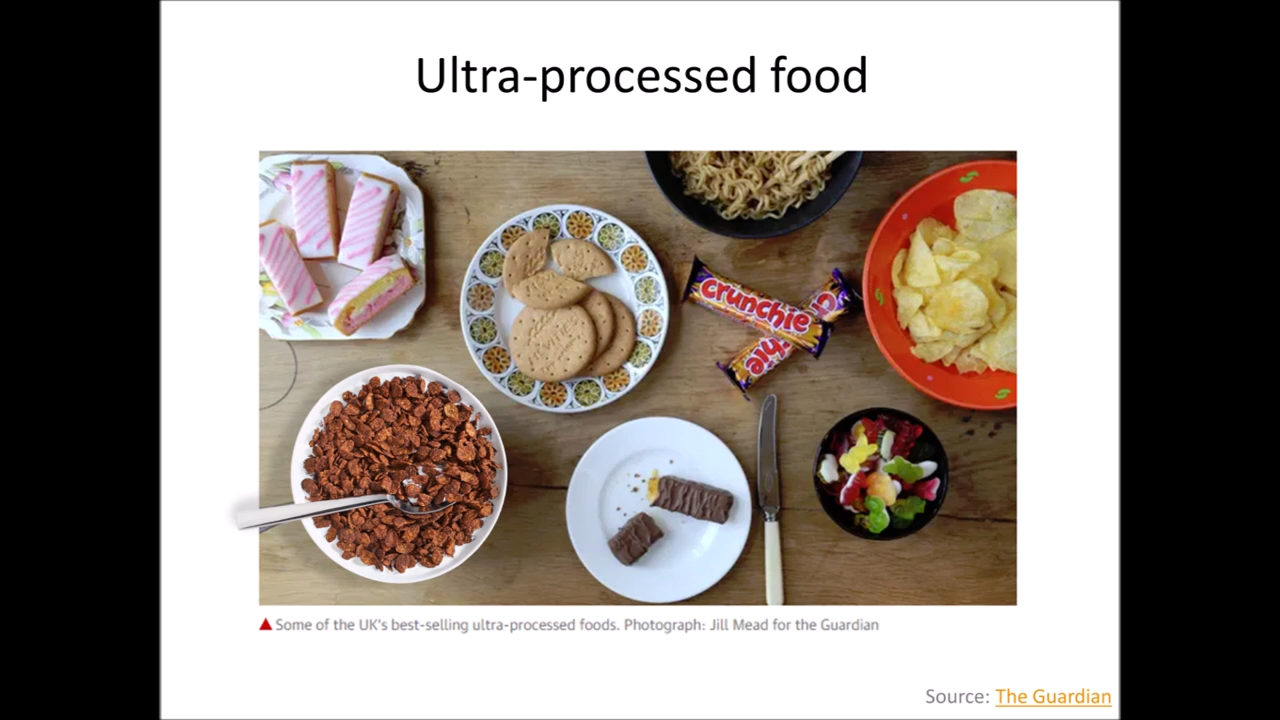 Ultra-processed food
crunchie
chie
Some of the UK's best-selling ultra-processed foods. Photograph: Jill Mead for the Guardian
Source: The Guardian